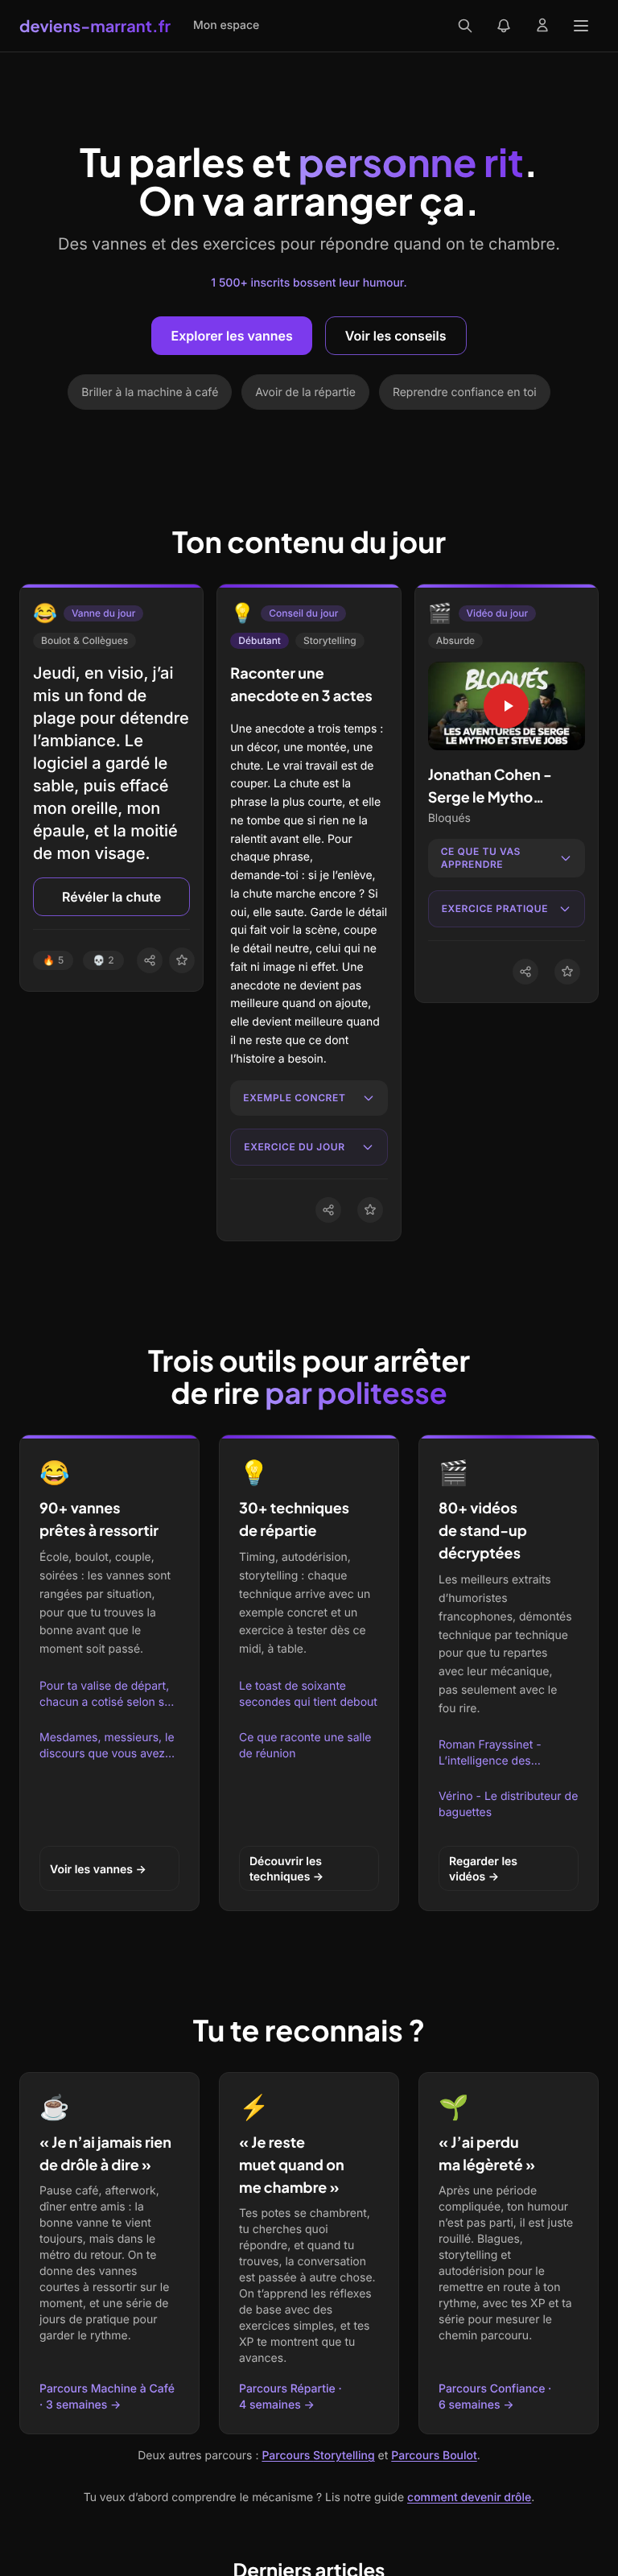 deviens-marrant.fr
Mon espace
Tu parles et personne rit.
On va arranger ça.
Des vannes et des exercices pour répondre quand on te chambre.
1 500+ inscrits bossent leur humour.
Explorer les vannes
Voir les conseils
Briller à la machine à café
Avoir de la répartie
Reprendre confiance en toi
Ton contenu du jour
Vanne du jour
Boulot & Collègues
Jeudi, en visio, j’ai
mis un fond de
plage pour détendre
l’ambiance. Le
logiciel a gardé le
sable, puis effacé
mon oreille, mon
épaule, et la moitié
de mon visage.
Révéler la chute
5
2
Conseil du jour
Débutant
Storytelling
Raconter une
anecdote en 3 actes
Une anecdote a trois temps :
un décor, une montée, une
chute. Le vrai travail est de
couper. La chute est la
phrase la plus courte, et elle
ne tombe que si rien ne la
ralentit avant elle. Pour
chaque phrase,
demande-toi : si je l’enlève,
la chute marche encore ? Si
oui, elle saute. Garde le détail
qui fait voir la scène, coupe
le détail neutre, celui qui ne
fait ni image ni effet. Une
anecdote ne devient pas
meilleure quand on ajoute,
elle devient meilleure quand
il ne reste que ce dont
l’histoire a besoin.
EXEMPLE CONCRET
EXERCICE DU JOUR
Vidéo du jour
Absurde
BLOQUÉS
LES AVENTURES DE SERGE
LE MYTHO ET STEVE JOBS
Jonathan Cohen -
Serge le Mytho...
Bloqués
CE QUE TU VAS
APPRENDRE
EXERCICE PRATIQUE
Trois outils pour arrêter
de rire par politesse
90+ vannes
prêtes à ressortir
École, boulot, couple,
soirées : les vannes sont
rangées par situation,
pour que tu trouves la
bonne avant que le
moment soit passé.
Pour ta valise de départ,
chacun a cotisé selon s...
Mesdames, messieurs, le
discours que vous avez...
Voir les vannes →
30+ techniques
de répartie
Timing, autodérision,
storytelling : chaque
technique arrive avec un
exemple concret et un
exercice à tester dès ce
midi, à table.
Le toast de soixante
secondes qui tient debout
Ce que raconte une salle
de réunion
Découvrir les
techniques →
80+ vidéos
de stand-up
décryptées
Les meilleurs extraits
d’humoristes
francophones, démontés
technique par technique
pour que tu repartes
avec leur mécanique,
pas seulement avec le
fou rire.
Roman Frayssinet -
L’intelligence des...
Vérino - Le distributeur de
baguettes
Regarder les
vidéos →
Tu te reconnais ?
« Je n’ai jamais rien
de drôle à dire »
Pause café, afterwork,
dîner entre amis : la
bonne vanne te vient
toujours, mais dans le
métro du retour. On te
donne des vannes
courtes à ressortir sur le
moment, et une série de
jours de pratique pour
garder le rythme.
Parcours Machine à Café
· 3 semaines →
« Je reste
muet quand on
me chambre »
Tes potes se chambrent,
tu cherches quoi
répondre, et quand tu
trouves, la conversation
est passée à autre chose.
On t’apprend les réflexes
de base avec des
exercices simples, et tes
XP te montrent que tu
avances.
Parcours Répartie ·
4 semaines →
« J’ai perdu
ma légèreté »
Après une période
compliquée, ton humour
n’est pas parti, il est juste
rouillé. Blagues,
storytelling et
autodérision pour le
remettre en route à ton
rythme, avec tes XP et ta
série pour mesurer le
chemin parcouru.
Parcours Confiance ·
6 semaines →
Deux autres parcours : Parcours Storytelling et Parcours Boulot.
Tu veux d’abord comprendre le mécanisme ? Lis notre guide comment devenir drôle.
Derniers articles